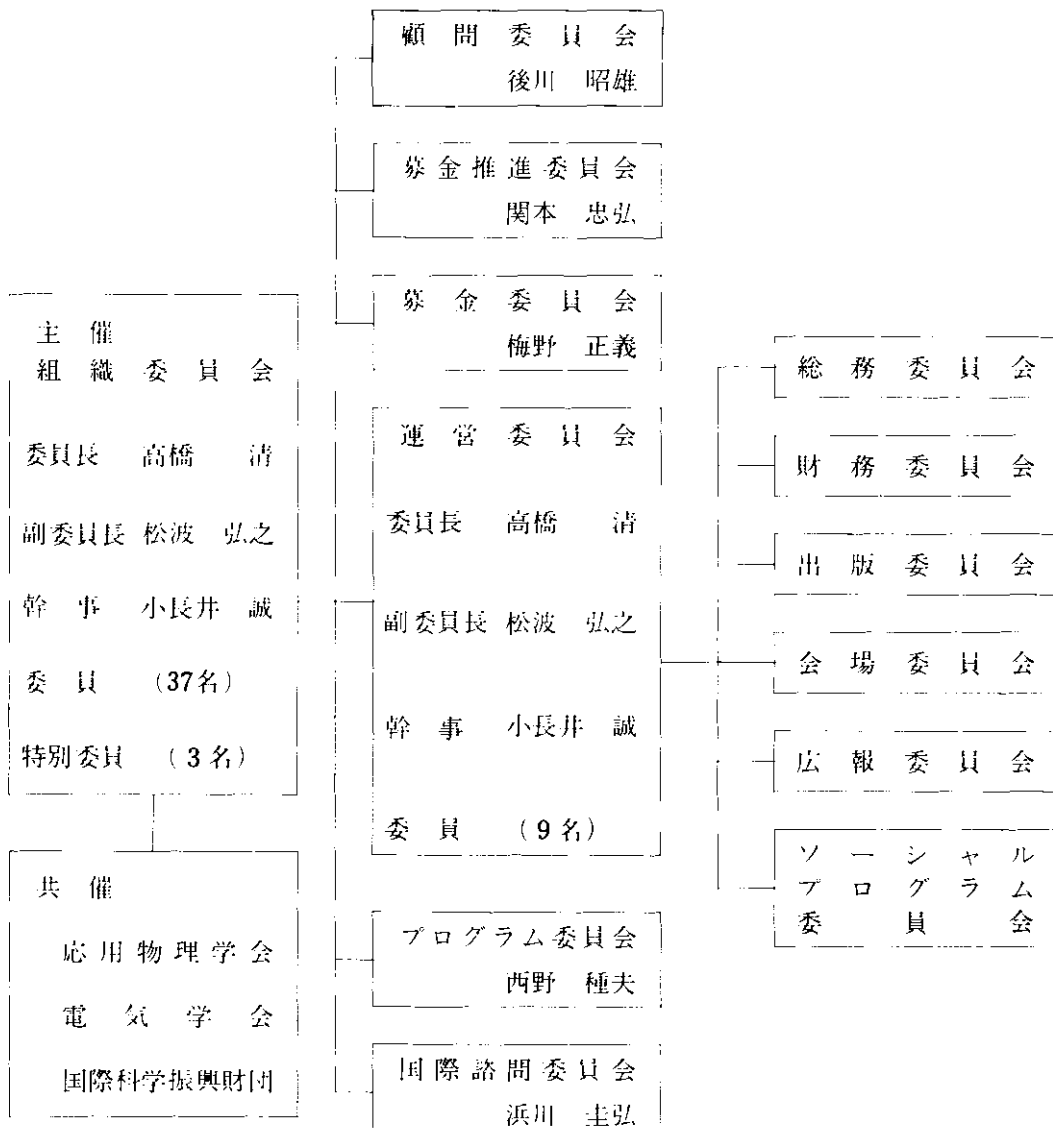 主催
組織委員会
委員長 高橋 清
副委員長 松波 弘之
幹事 小長井 誠
委員 (37名)
特別委員 (3名)
共催
応用物理学会
電気学会
国際科学振興財団
顧問委員会
後川 昭雄
募金推進委員会
関本 忠弘
募金委員会
梅野 正義
運営委員会
委員長 高橋 清
副委員長 松波 弘之
幹事 小長井 誠
委員 (9名)
プログラム委員会
西野 種夫
国際諮問委員会
浜川 圭弘
総務委員会
財務委員会
出版委員会
会場委員会
広報委員会
ソーシャル
プログラム
委員会